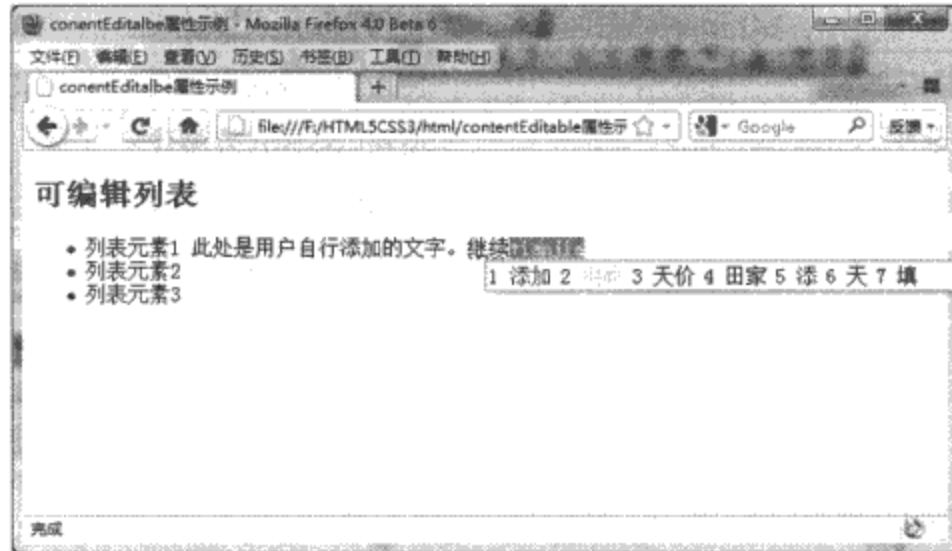 conentEditalbe属性示例 - Mozilla Firefox 4.0 Beta 6
文件(F) 编辑(E) 查看(V) 历史(S) 书签(B) 工具(T) 帮助(H)
conentEditalbe属性示例
file:///F:/HTML5CSS3/html/contentEditable属性示 Google 反馈
可编辑列表
• 列表元素1 此处是用户自行添加的文字。继续
1 添加 2 3 天价 4 田家 5 添 6 天 7 填
• 列表元素2
• 列表元素3
完成